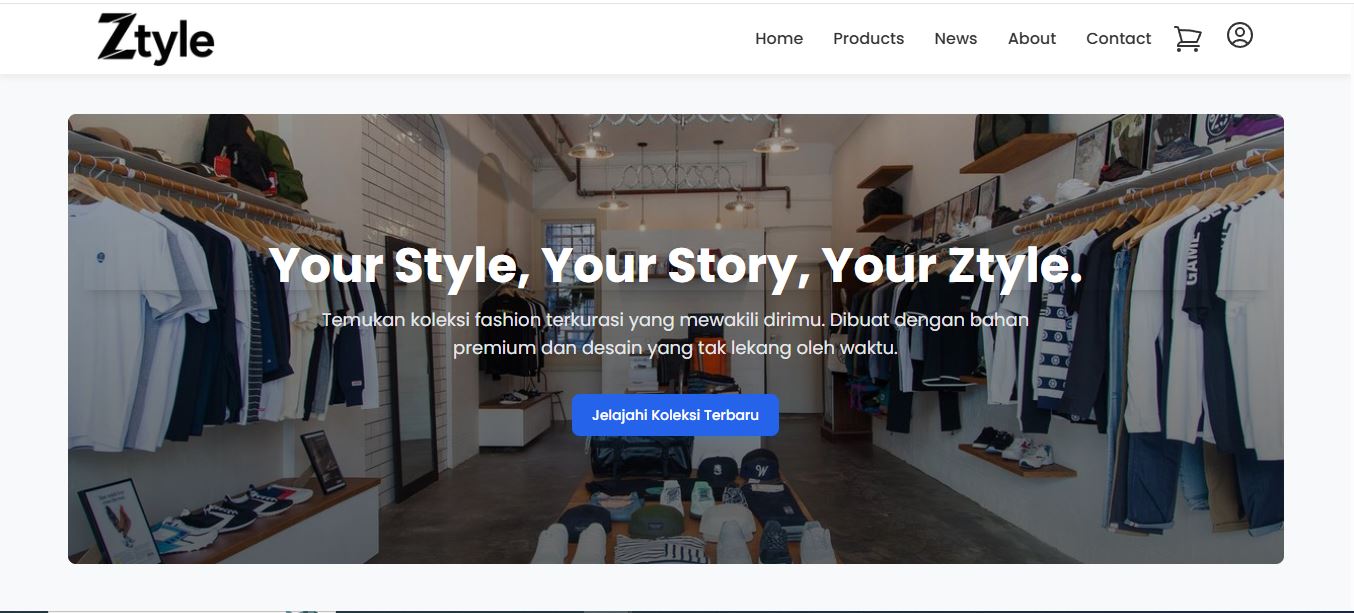 Ztyle
Home Products News About Contact
Your Style, Your Story, Your Ztyle.
Temukan koleksi fashion terkurasi yang mewakili dirimu. Dibuat dengan bahan
premium dan desain yang tak lekang oleh waktu.
Jelajahi Koleksi Terbaru